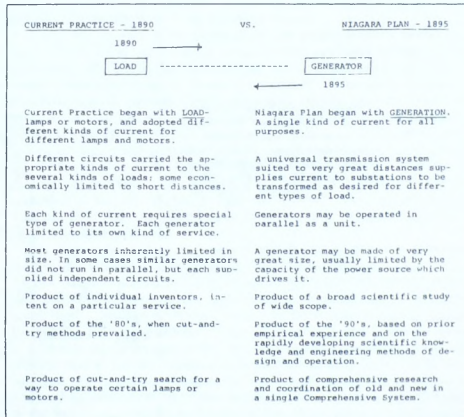 CURRENT PRACTICE - 1890 VS. NIAGARA PLAN - 1895
1890
LOAD GENERATOR
1895
Current Practice began with LOAD-
lamps or motors, and adopted dif-
ferent kinds of current for
different lamps and motors.
Niagara Plan began with GENERATION.
A single kind of current for all
purposes.
Different circuits carried the ap-
propriate kinds of current to the
several kinds of loads: some econ-
omically limited to short distances.
A universal transmission system
suited to very great distances sup-
plies current to substations to be
transformed as desired for differ-
ent types of load.
Each kind of current requires special
type of generator. Each generator
limited to its own kind of service.
Generators may be operated in
parallel as a unit.
Most generators inherently limited in
size. In some cases similar generators
did not run in parallel, but each sup-
plied independent circuits.
A generator may be made of very
great size, usually limited by the
capacity of the power source which
drives it.
Product of individual inventors, in-
tent on a particular service.
Product of a broad scientific study
of wide scope.
Product of the '80's, when cut-and-
try methods prevailed.
Product of the '90's, based on prior
empirical experience and on the
rapidly developing scientific know-
ledge and engineering methods of de-
sign and operation.
Product of cut-and-try search for a
way to operate certain lamps or
motors.
Product of comprehensive research
and coordination of old and new in
a single Comprehensive System.